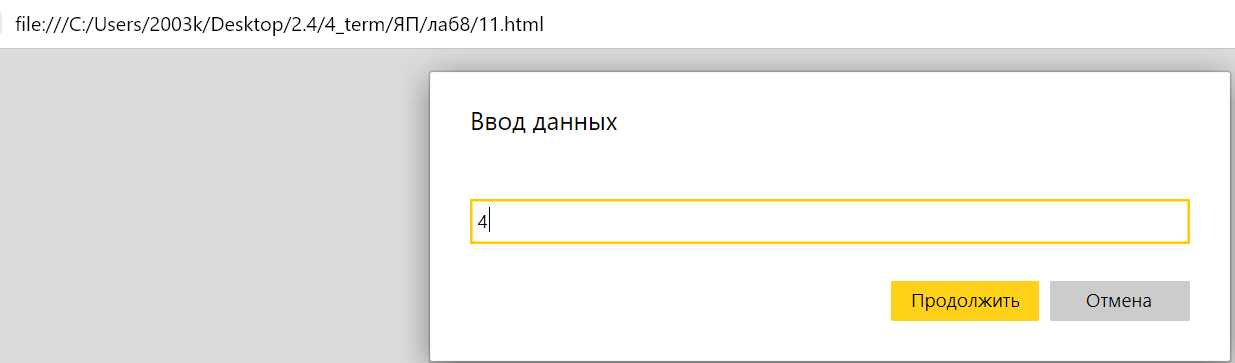 file:///C:/Users/2003k/Desktop/2.4/4_term/ЯП/лаб8/11.html
Ввод данных
4
Продолжить
Отмена